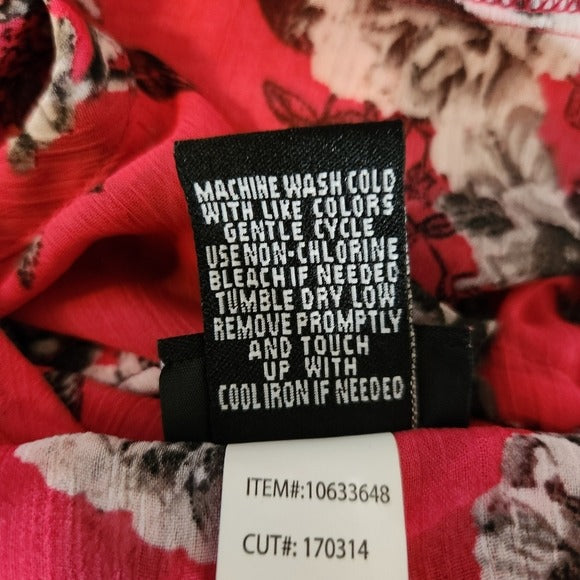 MACHINE WASH COLD
WITH LIKE COLORS
GENTLE CYCLE
USE NON-CHLORINE
BLEACH IF NEEDED
TUMBLE DRY LOW
REMOVE PROMPTLY
AND TOUCH
UP WITH
COOL IRON IF NEEDED
ITEM#:10633648
CUT#: 170314